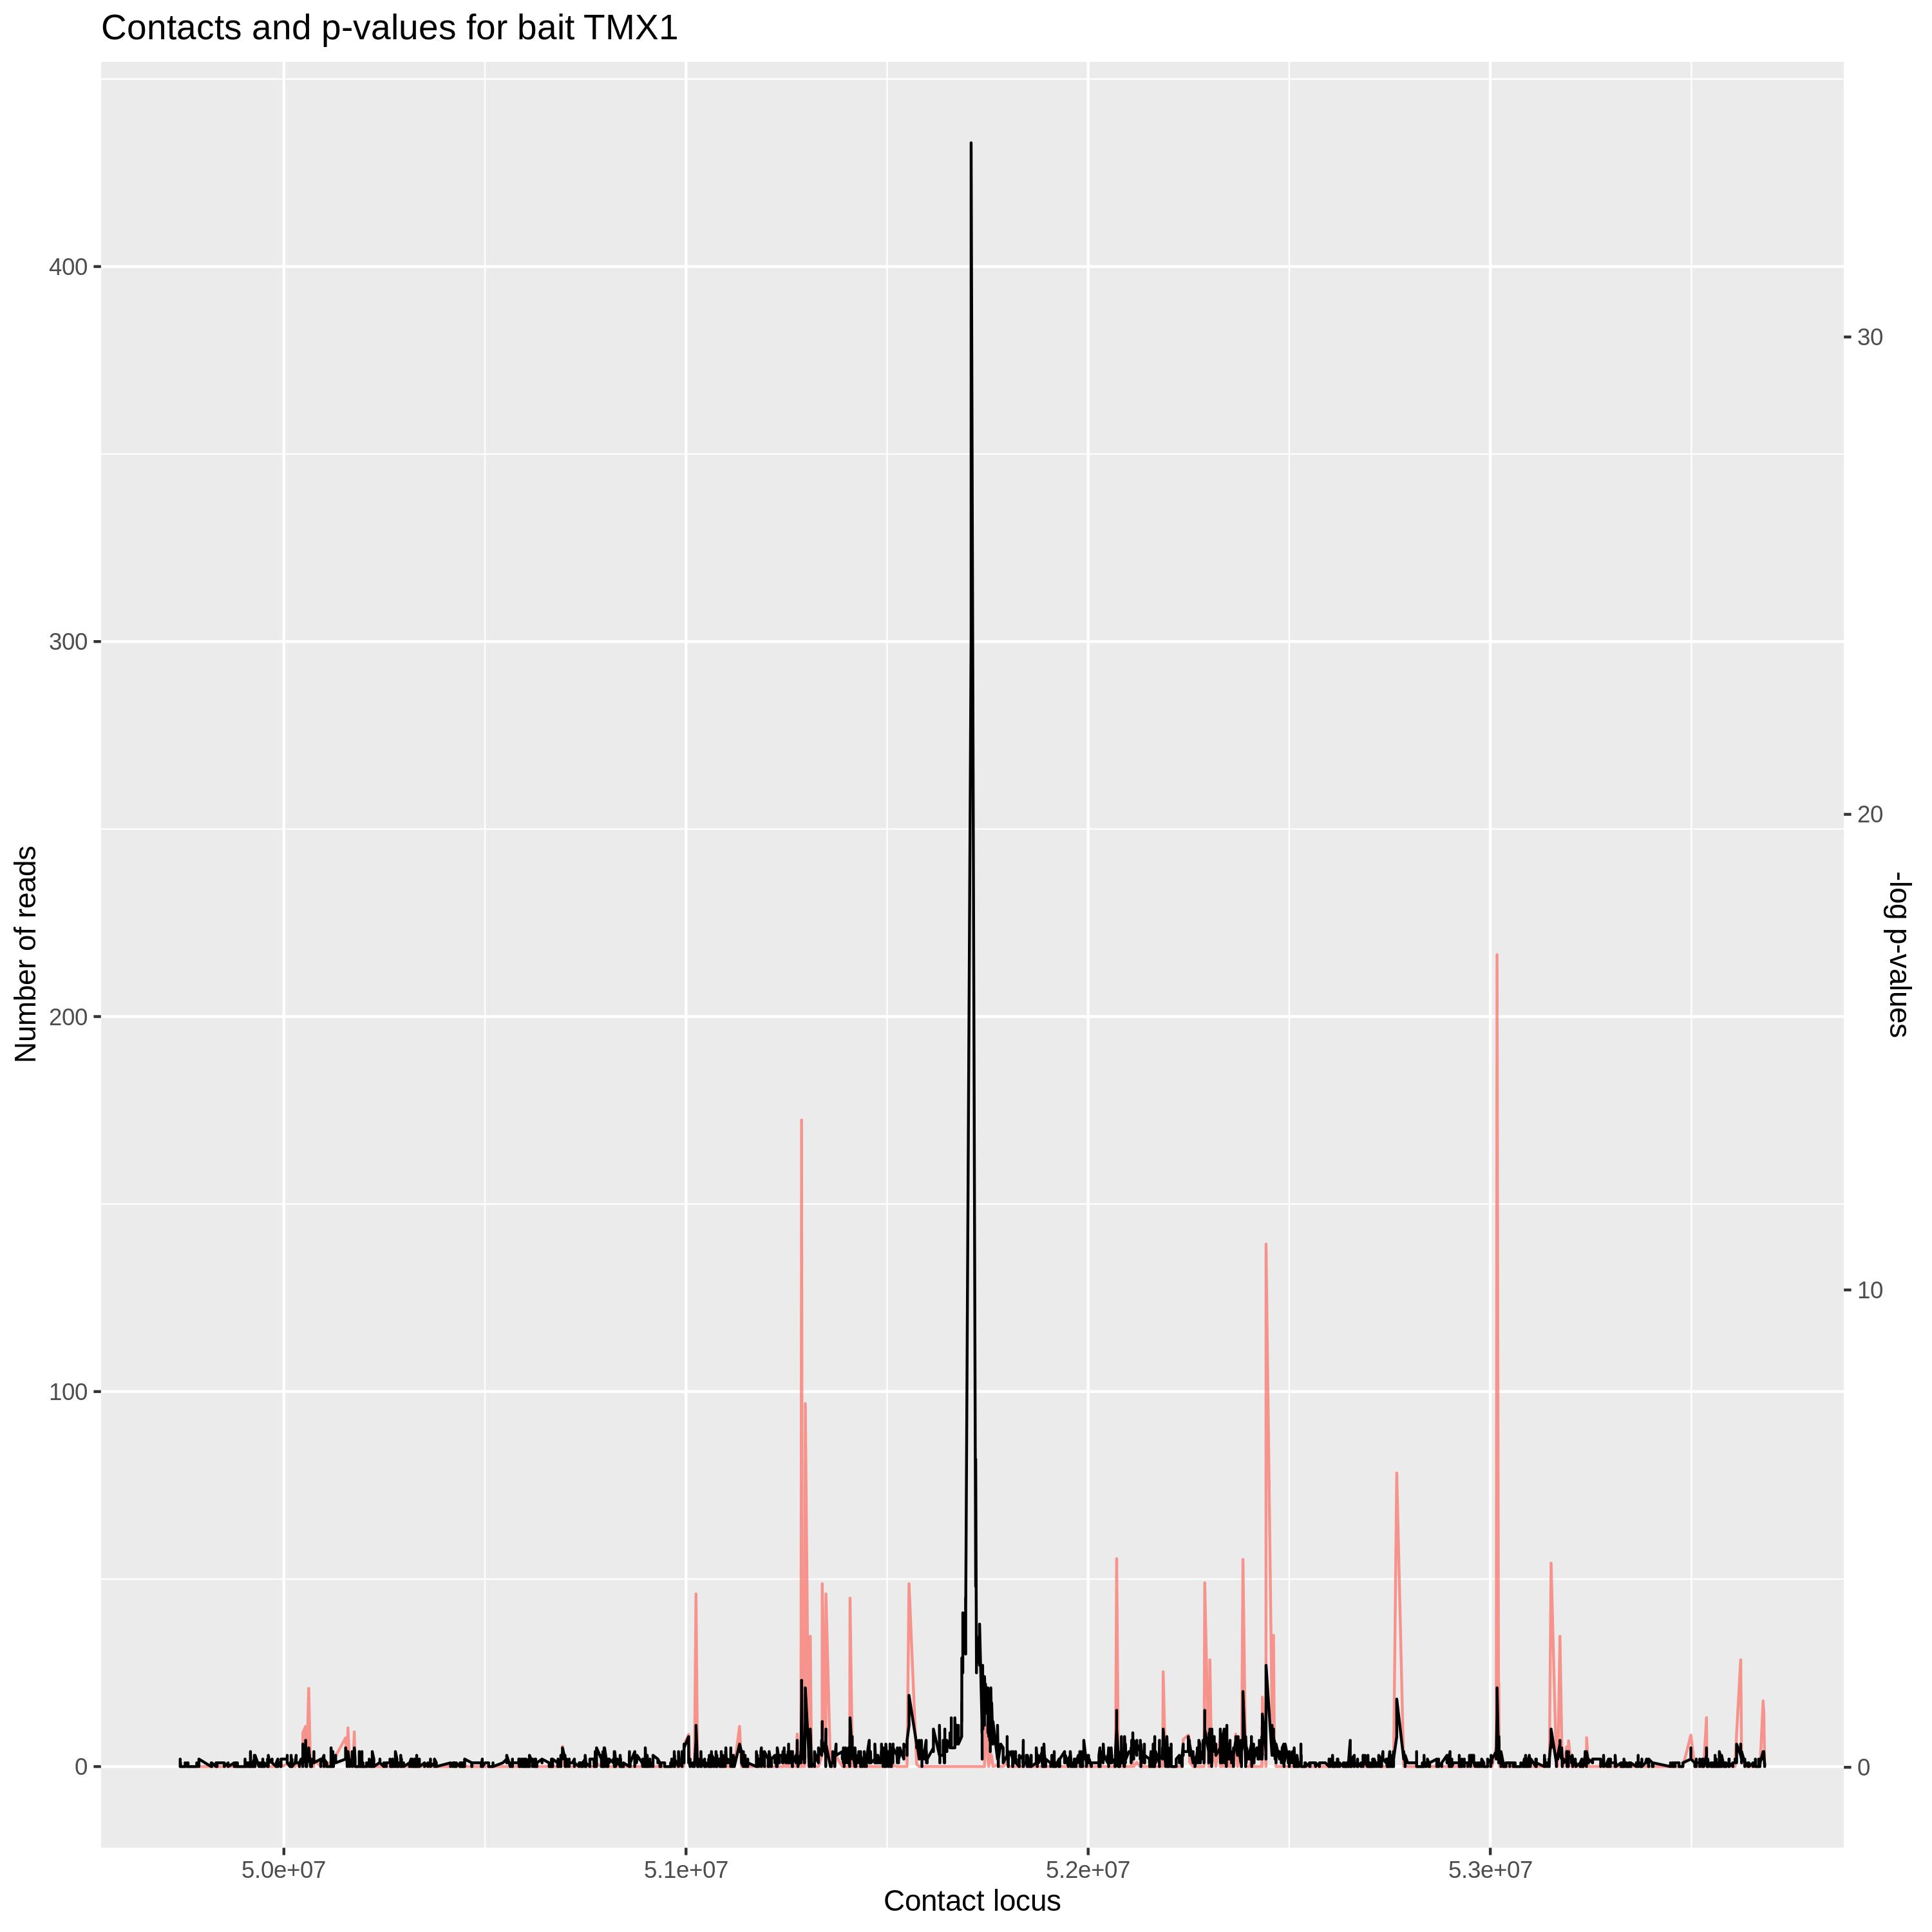 Contacts and p-values for bait TMX1
400
300
200
100
0
Number of reads
30
20
10
0
-log p-values
5.0e+07
5.1e+07
5.2e+07
5.3e+07
Contact locus